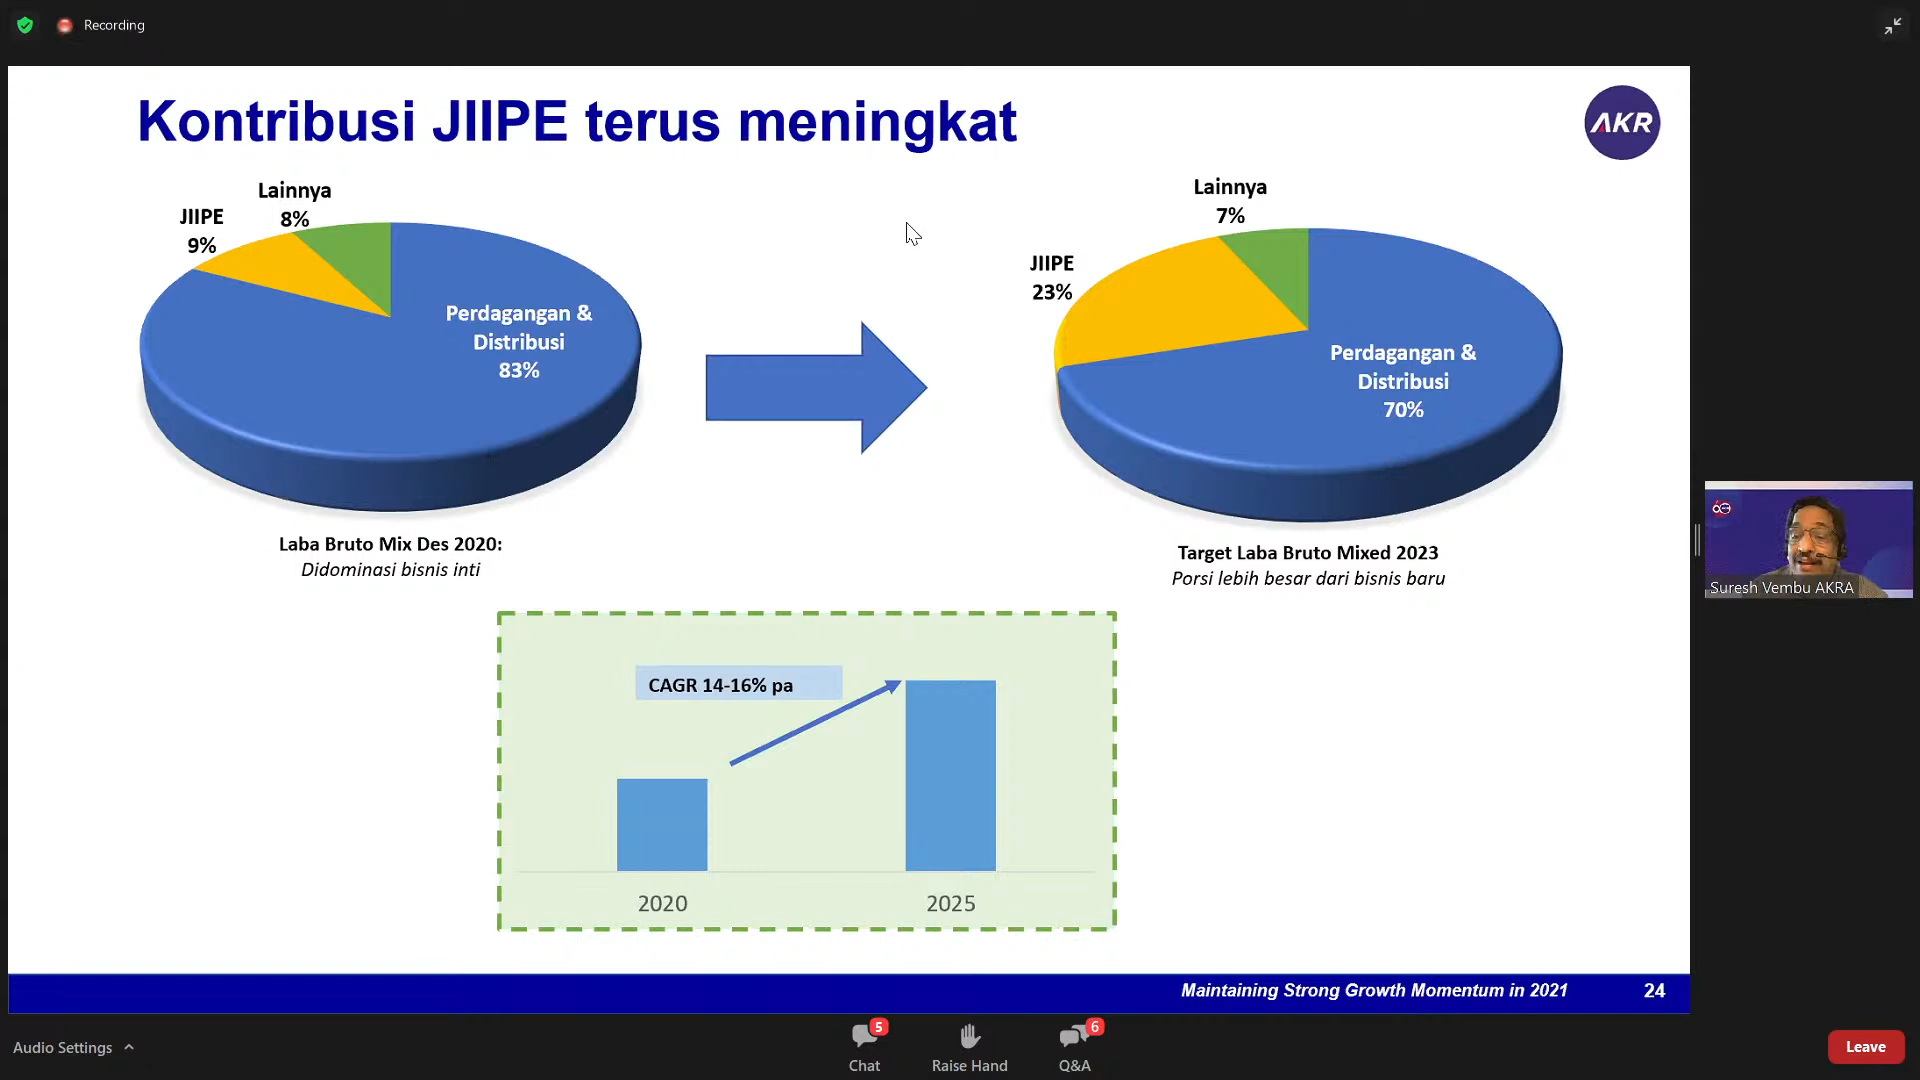 Recording
Kontribusi JIIPE terus meningkat
AKR
Lainnya
8%
JIIPE
9%
Perdagangan &
Distribusi
83%
Laba Bruto Mix Des 2020:
Didominasi bisnis inti
Lainnya
7%
JIIPE
23%
Perdagangan &
Distribusi
70%
Target Laba Bruto Mixed 2023
Porsi lebih besar dari bisnis baru
Suresh Vembu AKRA
CAGR 14-16% pa
2020
2025
Maintaining Strong Growth Momentum in 2021
24
Audio Settings
5
Chat
Raise Hand
6
Q&A
Leave